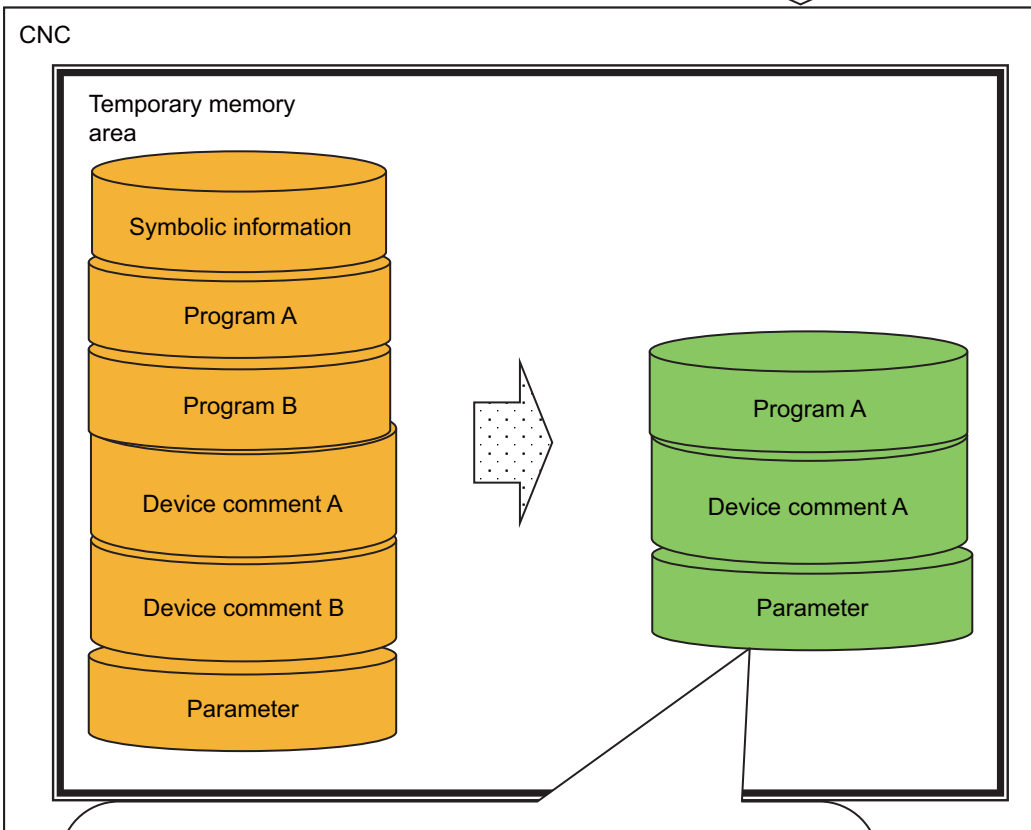 CNC
Temporary memory
area
Symbolic information
Program A
Program B
Device comment A
Device comment B
Parameter
Program A
Device comment A
Parameter